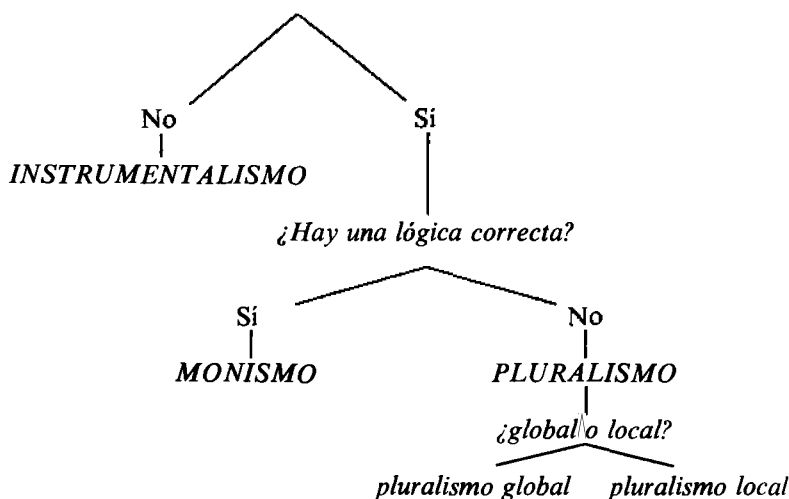 No
Sí
INSTRUMENTALISMO
¿Hay una lógica correcta?
Sí
No
MONISMO
PLURALISMO
¿global o local?
pluralismo global
pluralismo local